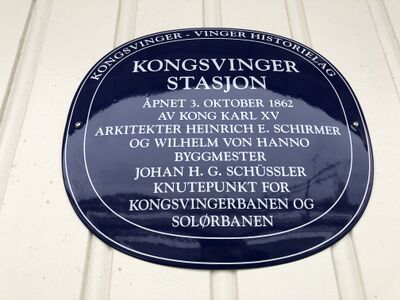 KONGSVINGER - VINGER HISTORIELAG
KONGSVINGER
STASJON
ÅPNET 3. OKTOBER 1862
AV KONG KARL XV
ARKITEKTER HEINRICH E. SCHIRMER
OG WILHELM VON HANNO
BYGGMESTER
JOHAN H. G. SCHÜSSLER
KNUTEPUNKT FOR
KONGSVINGERBANEN OG
SOLØRBANEN